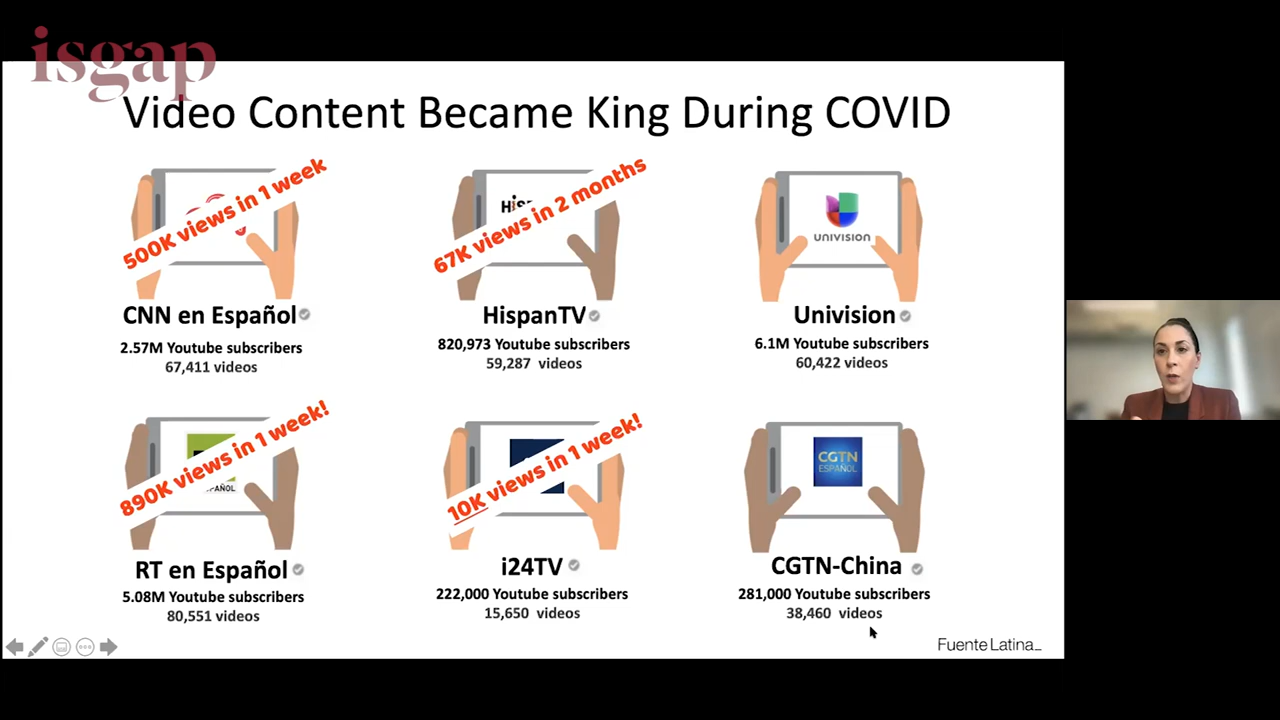 isgap
Video Content Became King During COVID
500K views in 1 week
CNN en Español
2.57M Youtube subscribers
67,411 videos
67K views in 2 months
HispanTV
820,973 Youtube subscribers
59,287 videos
UNIVISION
Univision
6.1M Youtube subscribers
60,422 videos
890K views in 1 week!
RT en Español
5.08M Youtube subscribers
80,551 videos
10K views in 1 week!
i24TV
222,000 Youtube subscribers
15,650 videos
CGTN
ESPAÑOL
CGTN-China
281,000 Youtube subscribers
38,460 videos
FuenteLatina_